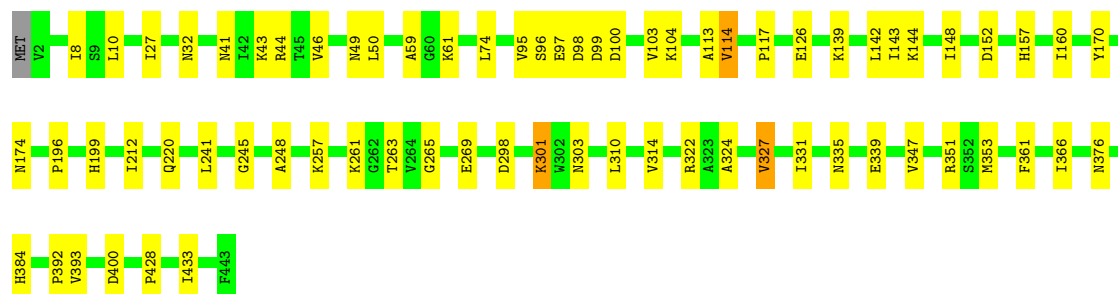 MET V2 I8 S9 L10 I27 N32 N41 I42 K43 R44 T45 V46 N49 L50 A59 G60 K61 L74 V95 S96 E97 D98 D99 D100 V103 K104 A113 V114 P117 E126 K139 L142 I143 K144 I148 D152 H157 I160 Y170
N174 P196 H199 I212 Q220 L241 G245 A248 K257 K261 G262 T263 V264 G265 E269 D298 K301 W302 N303 L310 V314 R322 A323 A324 V327 I331 N335 E339 V347 R351 S352 M353 F361 I366 N376
H384 P392 V393 D400 P428 I433 F443